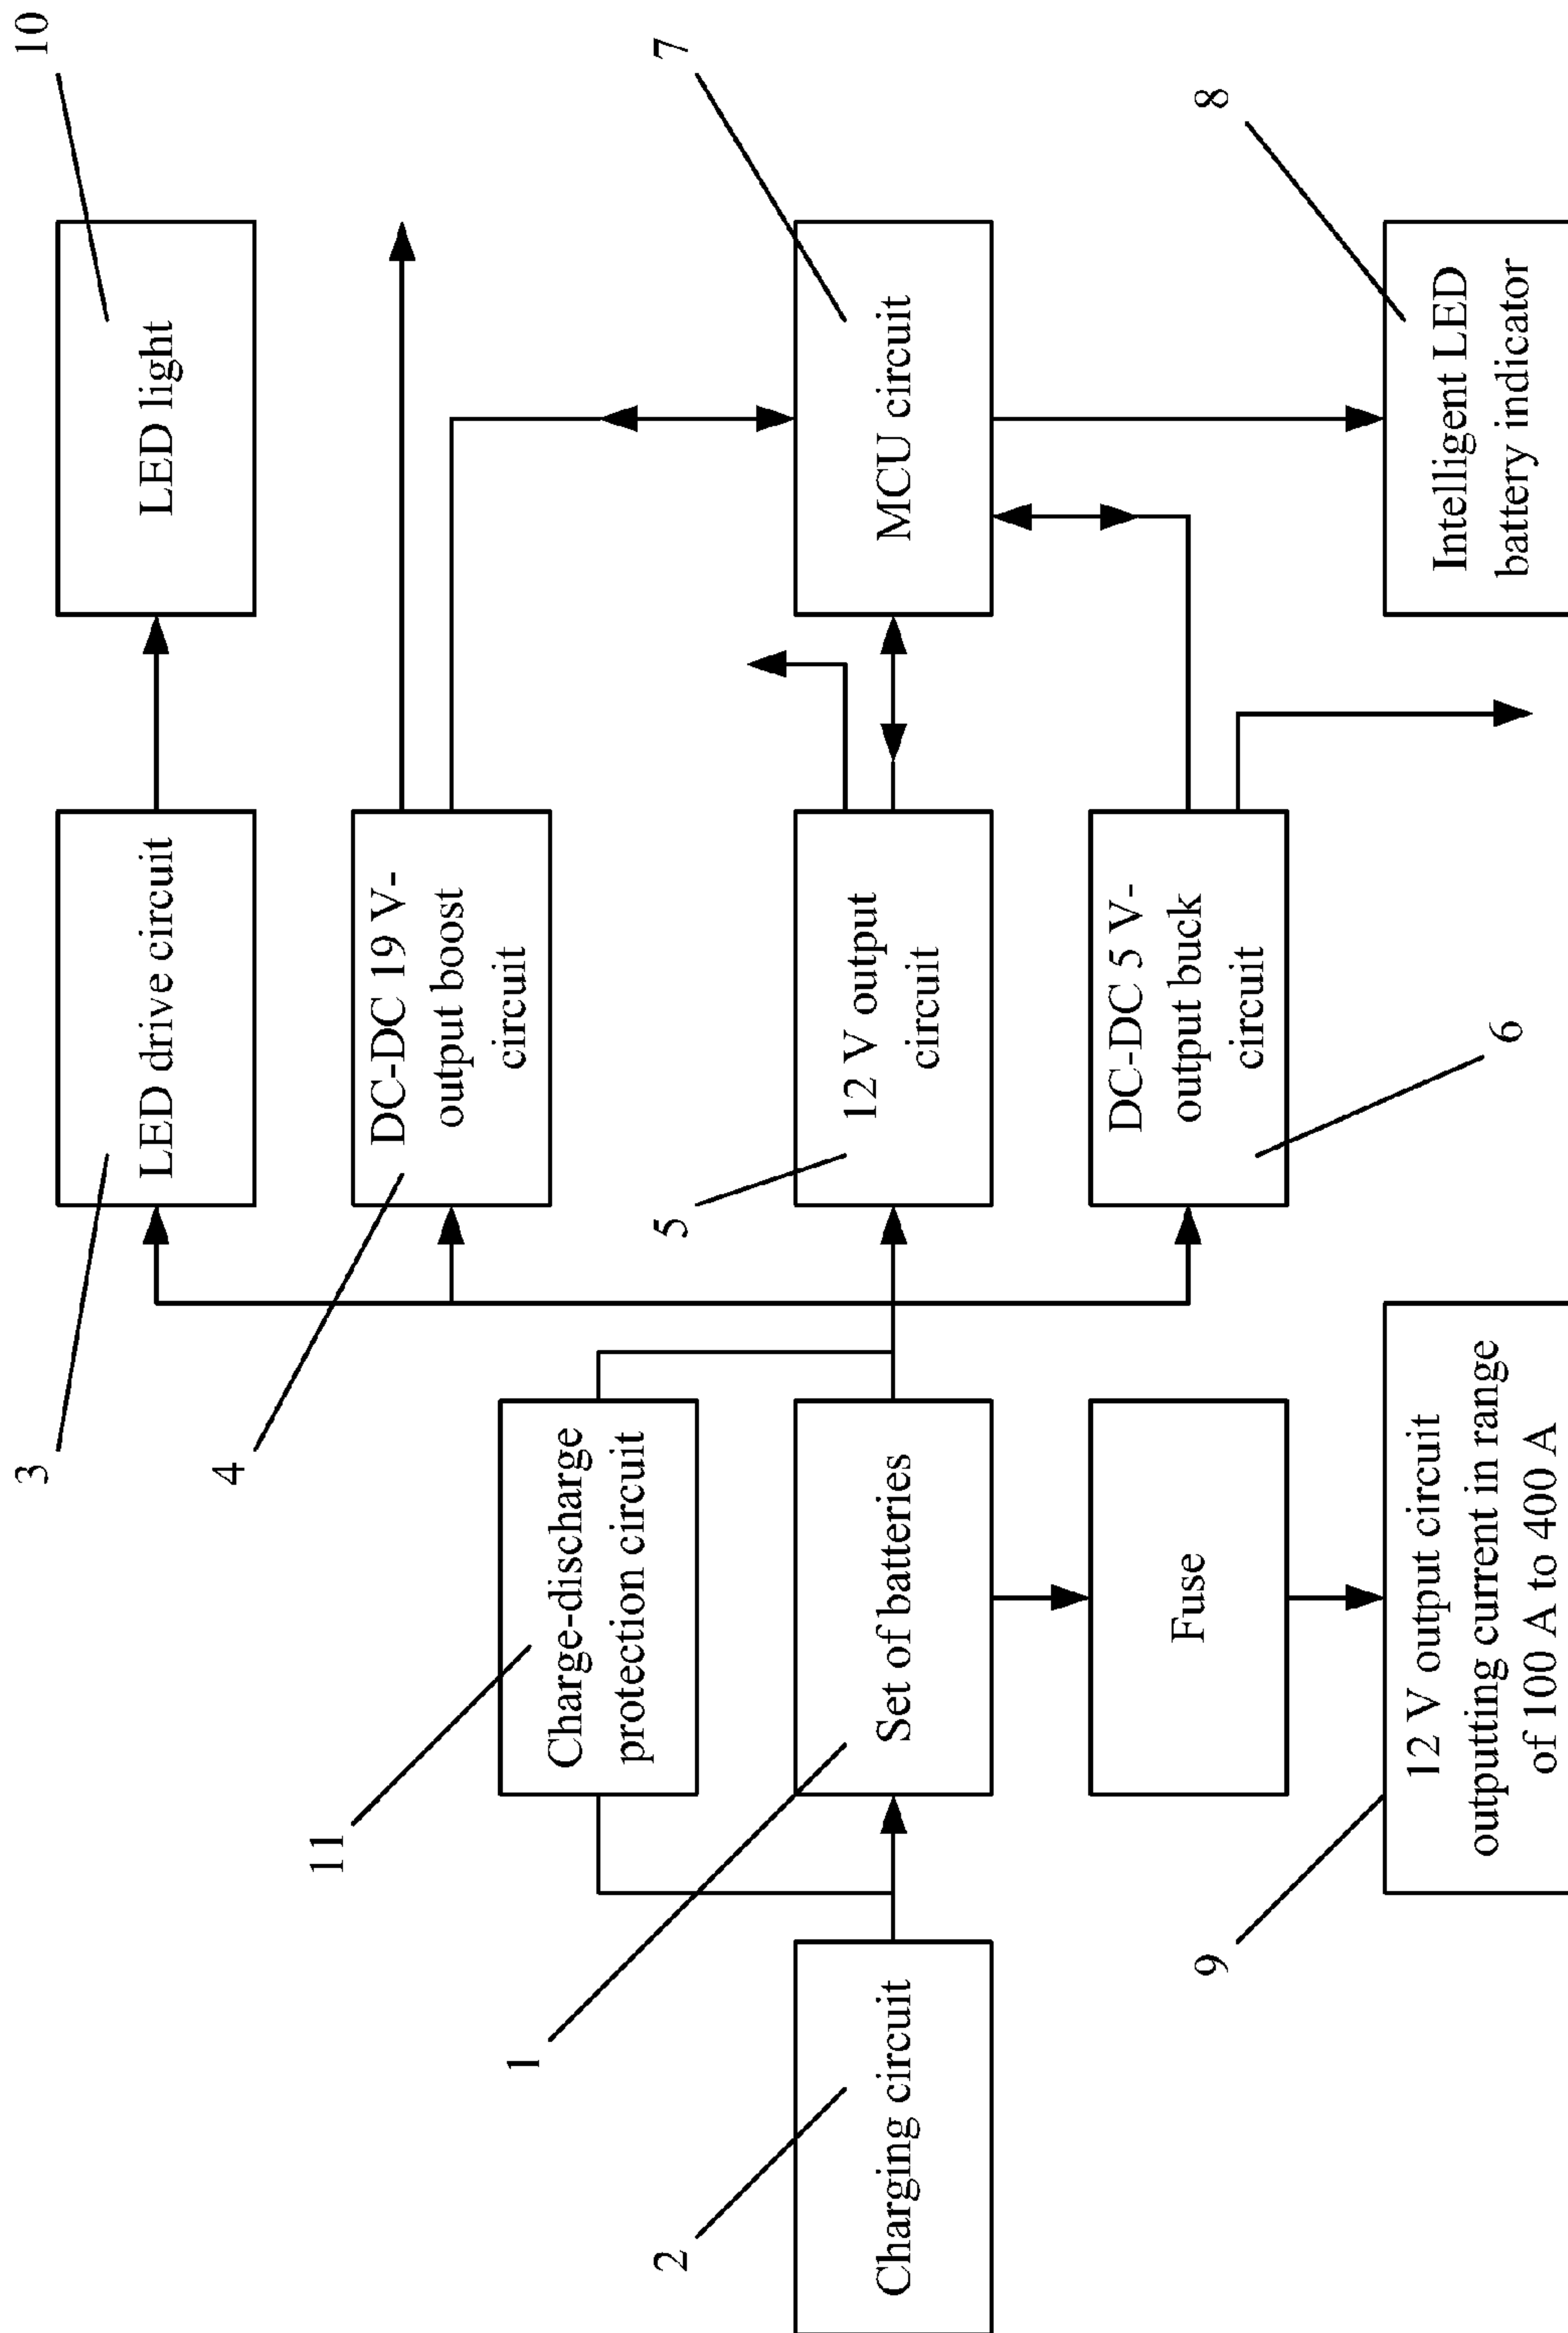 3
LED drive circuit
10
LED light
4
DC-DC 19 V-
output boost
circuit
11
Charge-discharge
protection circuit
2
Charging circuit
1
Set of batteries
5
12 V output
circuit
7
MCU circuit
Fuse
6
DC-DC 5 V-
output buck
circuit
9
12 V output circuit
outputting current in range
of 100 A to 400 A
8
Intelligent LED
battery indicator